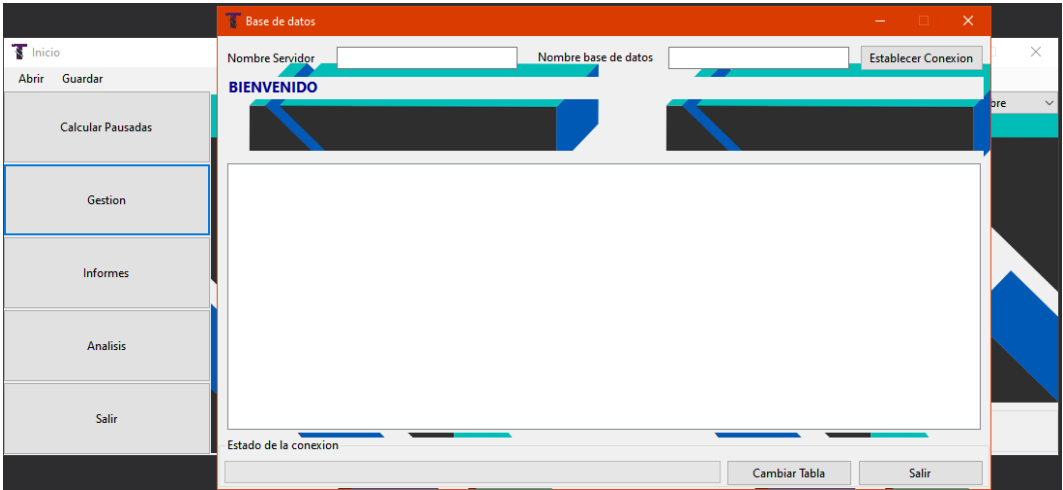 Base de datos
Inicio
Nombre Servidor
Nombre base de datos
Establecer Conexion
Abrir
Guardar
BIENVENIDO
Calcular Pausadas
Gestion
Informes
Analisis
Salir
Estado de la conexion
Cambiar Tabla
Salir